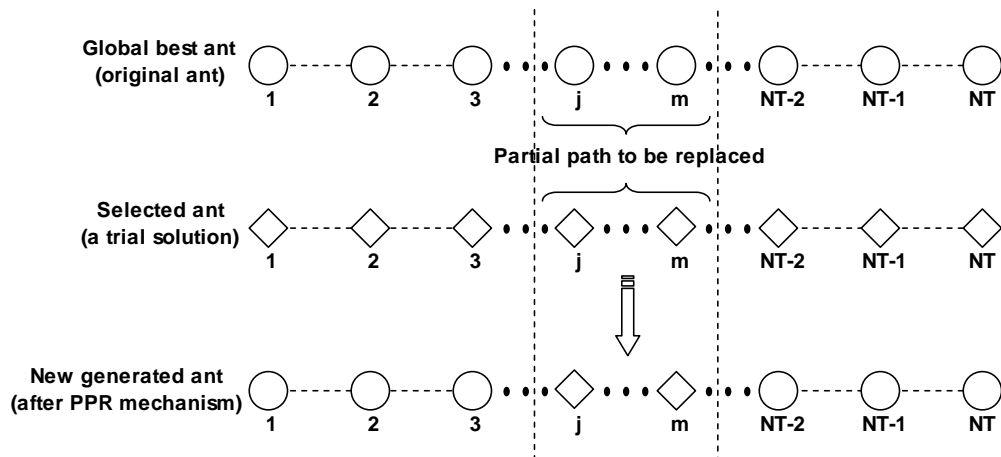 Global best ant
(original ant)
1 2 3 j m NT-2 NT-1 NT
Partial path to be replaced
Selected ant
(a trial solution)
1 2 3 j m NT-2 NT-1 NT
New generated ant
(after PPR mechanism)
1 2 3 j m NT-2 NT-1 NT